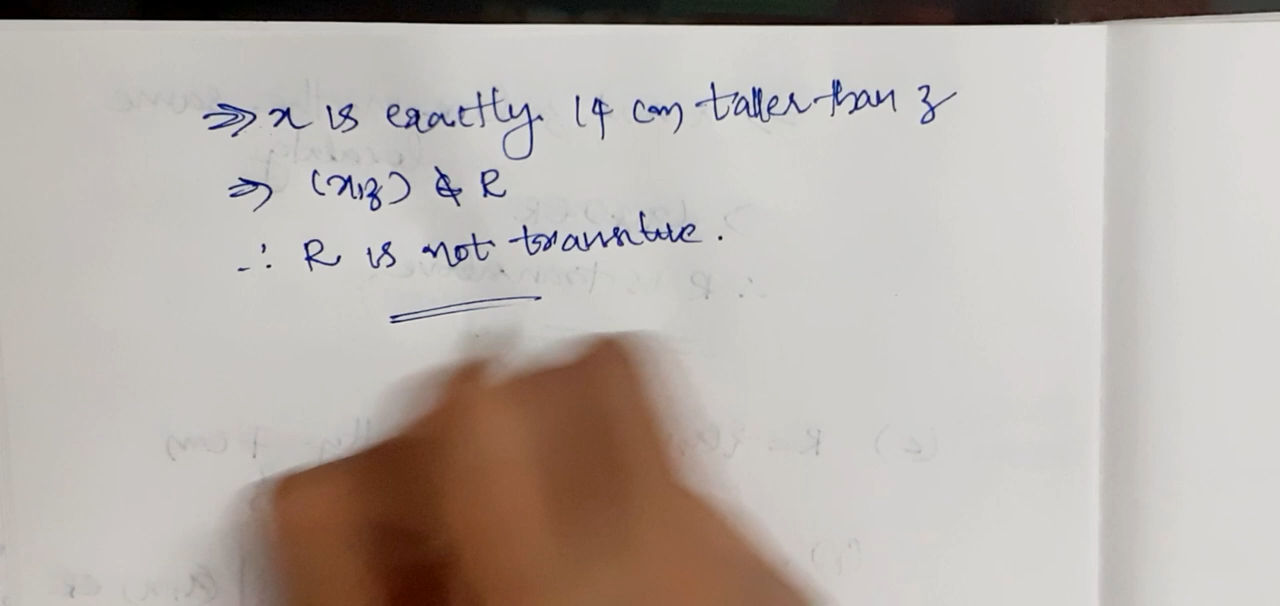 ⇒ x is exactly. 14 cm taller than z
⇒ (x,z) ∉ R
∴ R is not transitive.